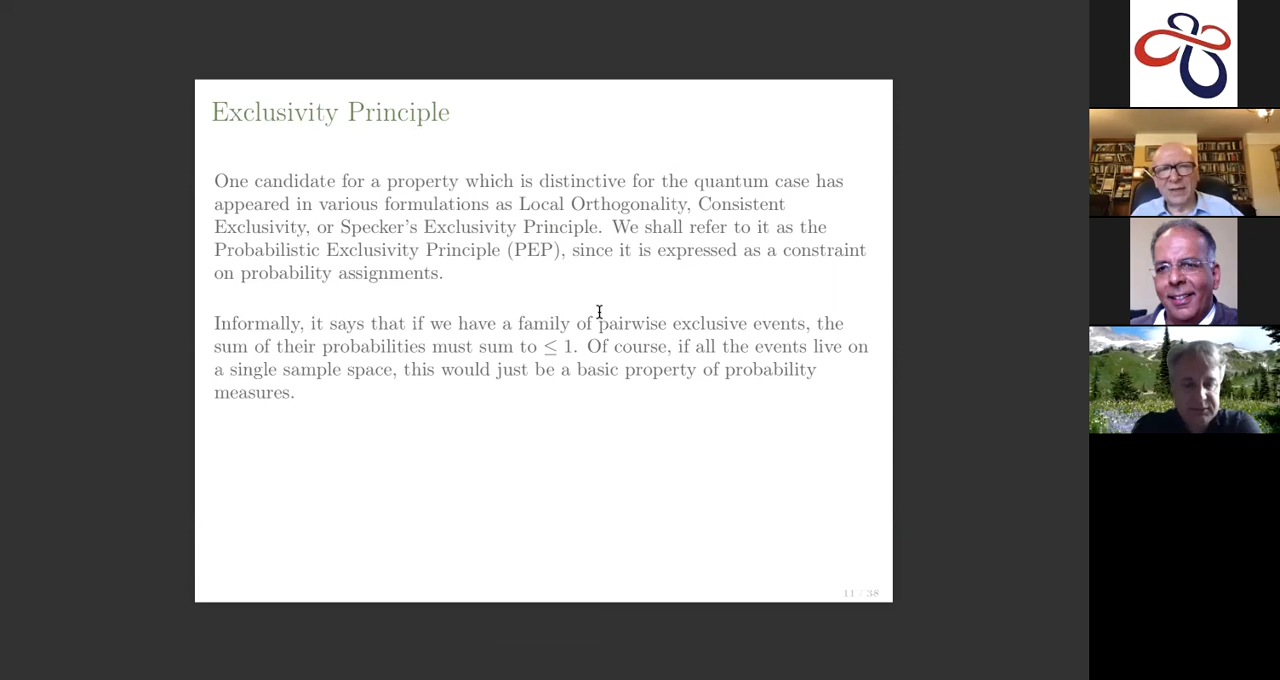 Exclusivity Principle
One candidate for a property which is distinctive for the quantum case has
appeared in various formulations as Local Orthogonality, Consistent
Exclusivity, or Specker's Exclusivity Principle. We shall refer to it as the
Probabilistic Exclusivity Principle (PEP), since it is expressed as a constraint
on probability assignments.
Informally, it says that if we have a family of pairwise exclusive events, the
sum of their probabilities must sum to ≤ 1. Of course, if all the events live on
a single sample space, this would just be a basic property of probability
measures.
11 / 38